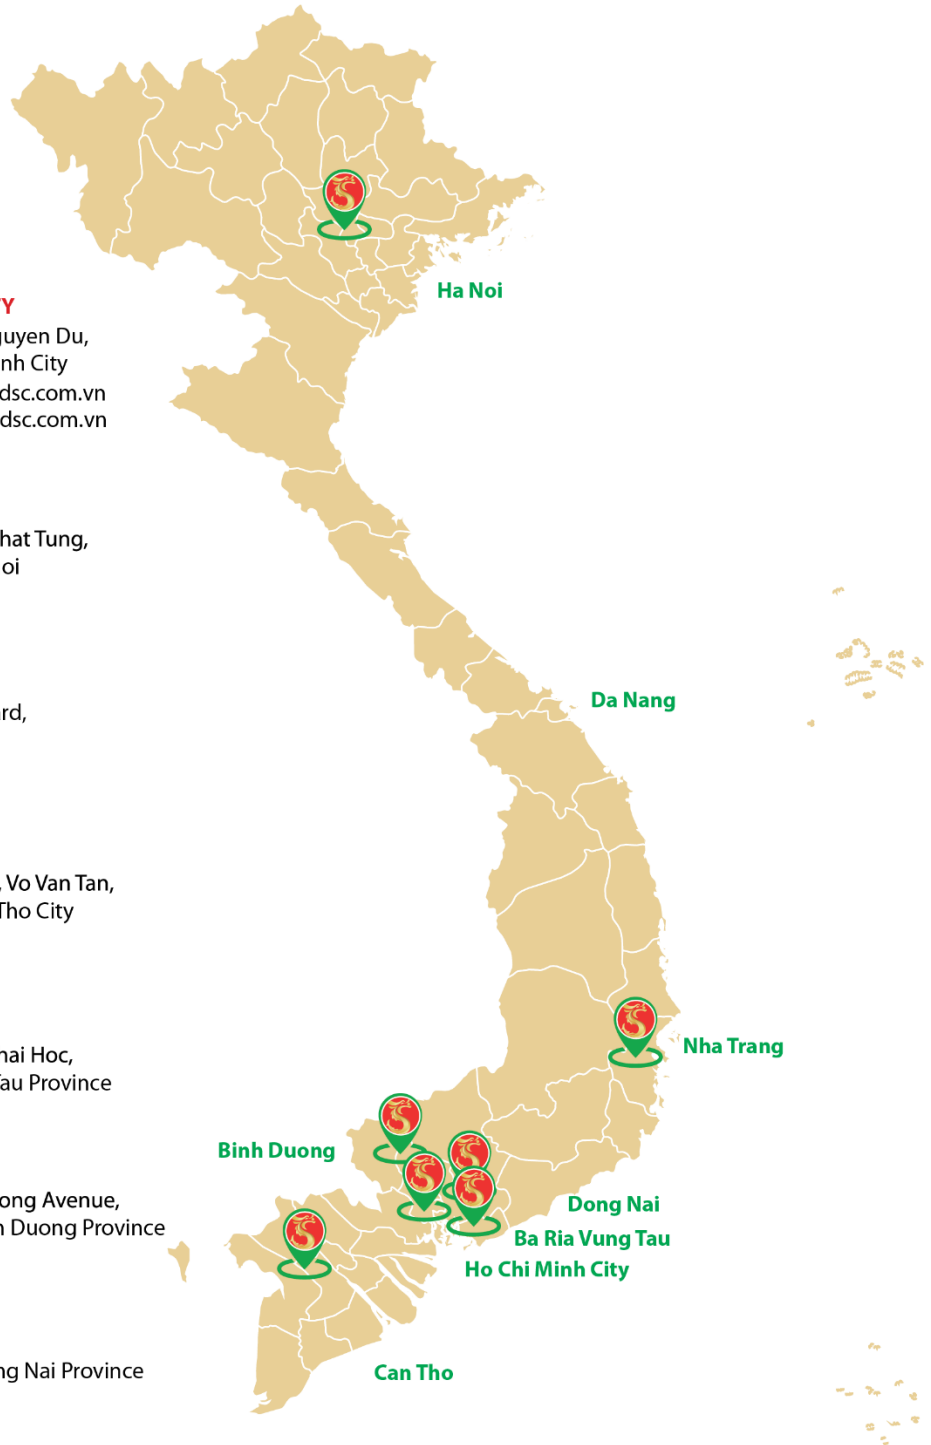 TY
guyen Du,
nh City
dsc.com.vn
dsc.com.vn
hat Tung,
oi
rd,
, Vo Van Tan,
Tho City
hai Hoc,
Tau Province
ong Avenue,
n Duong Province
ng Nai Province
Ha Noi
Da Nang
Nha Trang
Binh Duong
Dong Nai
Ba Ria Vung Tau
Ho Chi Minh City
Can Tho